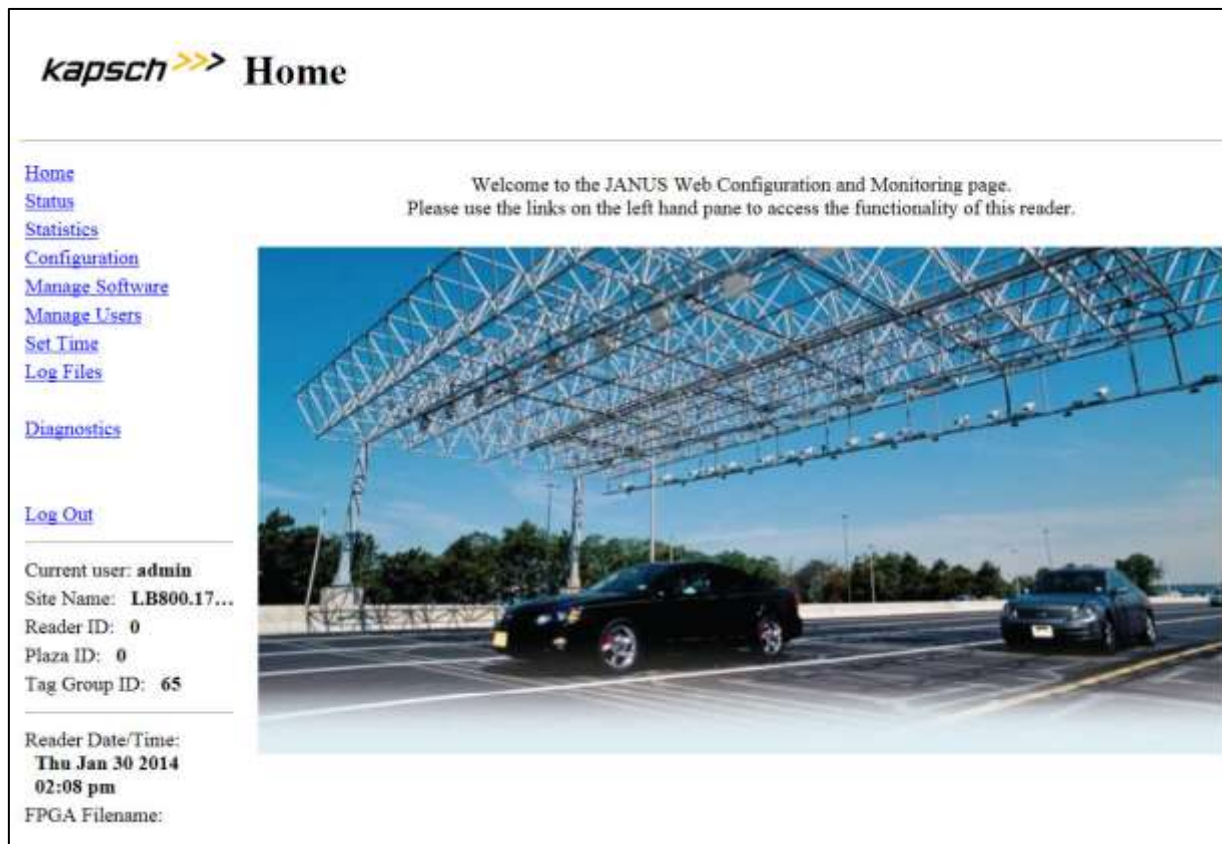 kapsch >>> Home
Home
Status
Statistics
Configuration
Manage Software
Manage Users
Set Time
Log Files
Diagnostics
Log Out
Current user: admin
Site Name: LB800.17...
Reader ID: 0
Plaza ID: 0
Tag Group ID: 65
Reader Date/Time:
Thu Jan 30 2014
02:08 pm
FPGA Filename:
Welcome to the JANUS Web Configuration and Monitoring page.
Please use the links on the left hand pane to access the functionality of this reader.